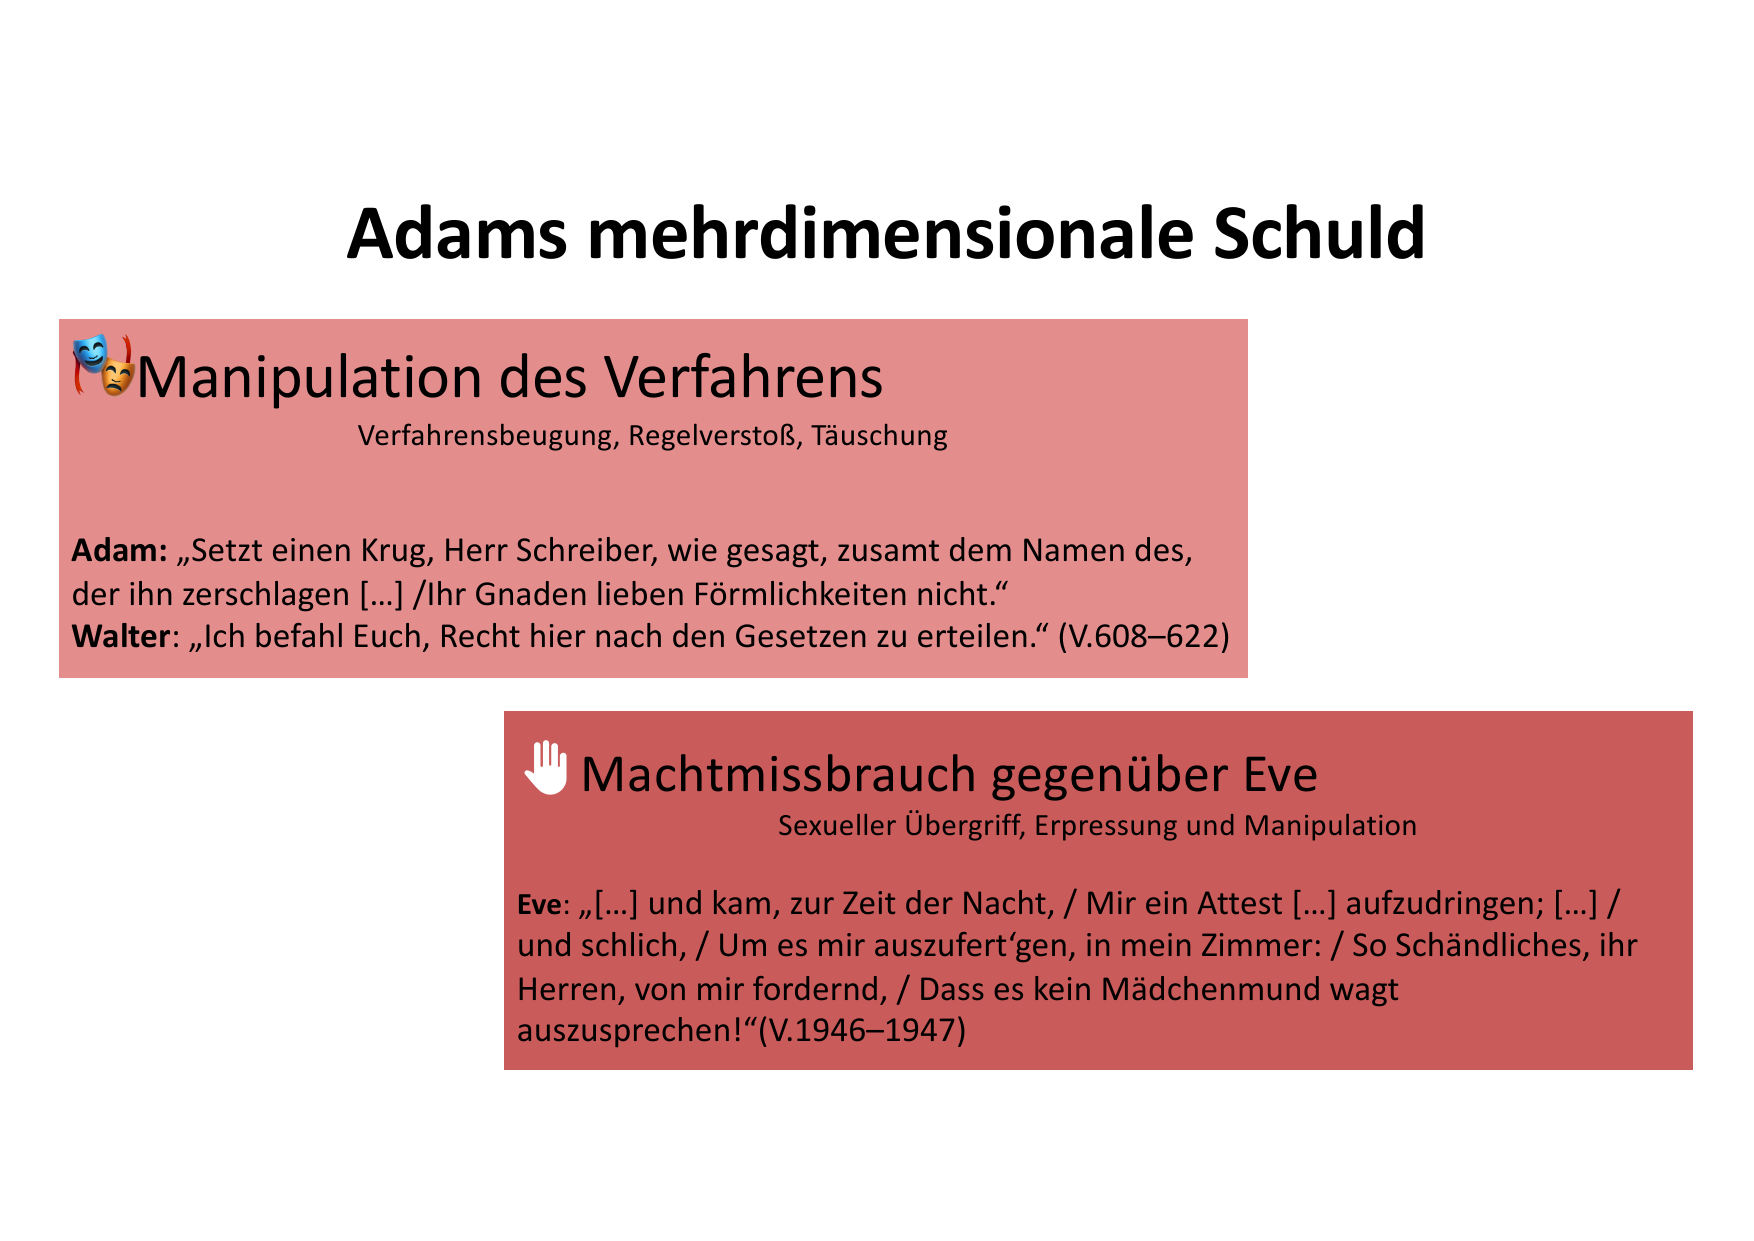 Adams mehrdimensionale Schuld
Manipulation des Verfahrens
Verfahrensbeugung, Regelverstoß, Täuschung
Adam: „Setzt einen Krug, Herr Schreiber, wie gesagt, zusamt dem Namen des,
der ihn zerschlagen […] /Ihr Gnaden lieben Förmlichkeiten nicht.“
Walter: „Ich befahl Euch, Recht hier nach den Gesetzen zu erteilen.“ (V.608–622)
Machtmissbrauch gegenüber Eve
Sexueller Übergriff, Erpressung und Manipulation
Eve: „[…] und kam, zur Zeit der Nacht, / Mir ein Attest […] aufzudringen; […] /
und schlich, / Um es mir auszufert‘gen, in mein Zimmer: / So Schändliches, ihr
Herren, von mir fordernd, / Dass es kein Mädchenmund wagt
auszusprechen!“(V.1946–1947)